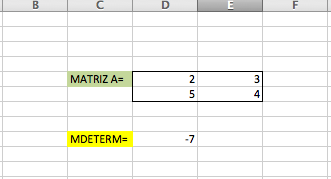 B C D E F
MATRIZ A= 2 3
5 4
MDETERM= -7